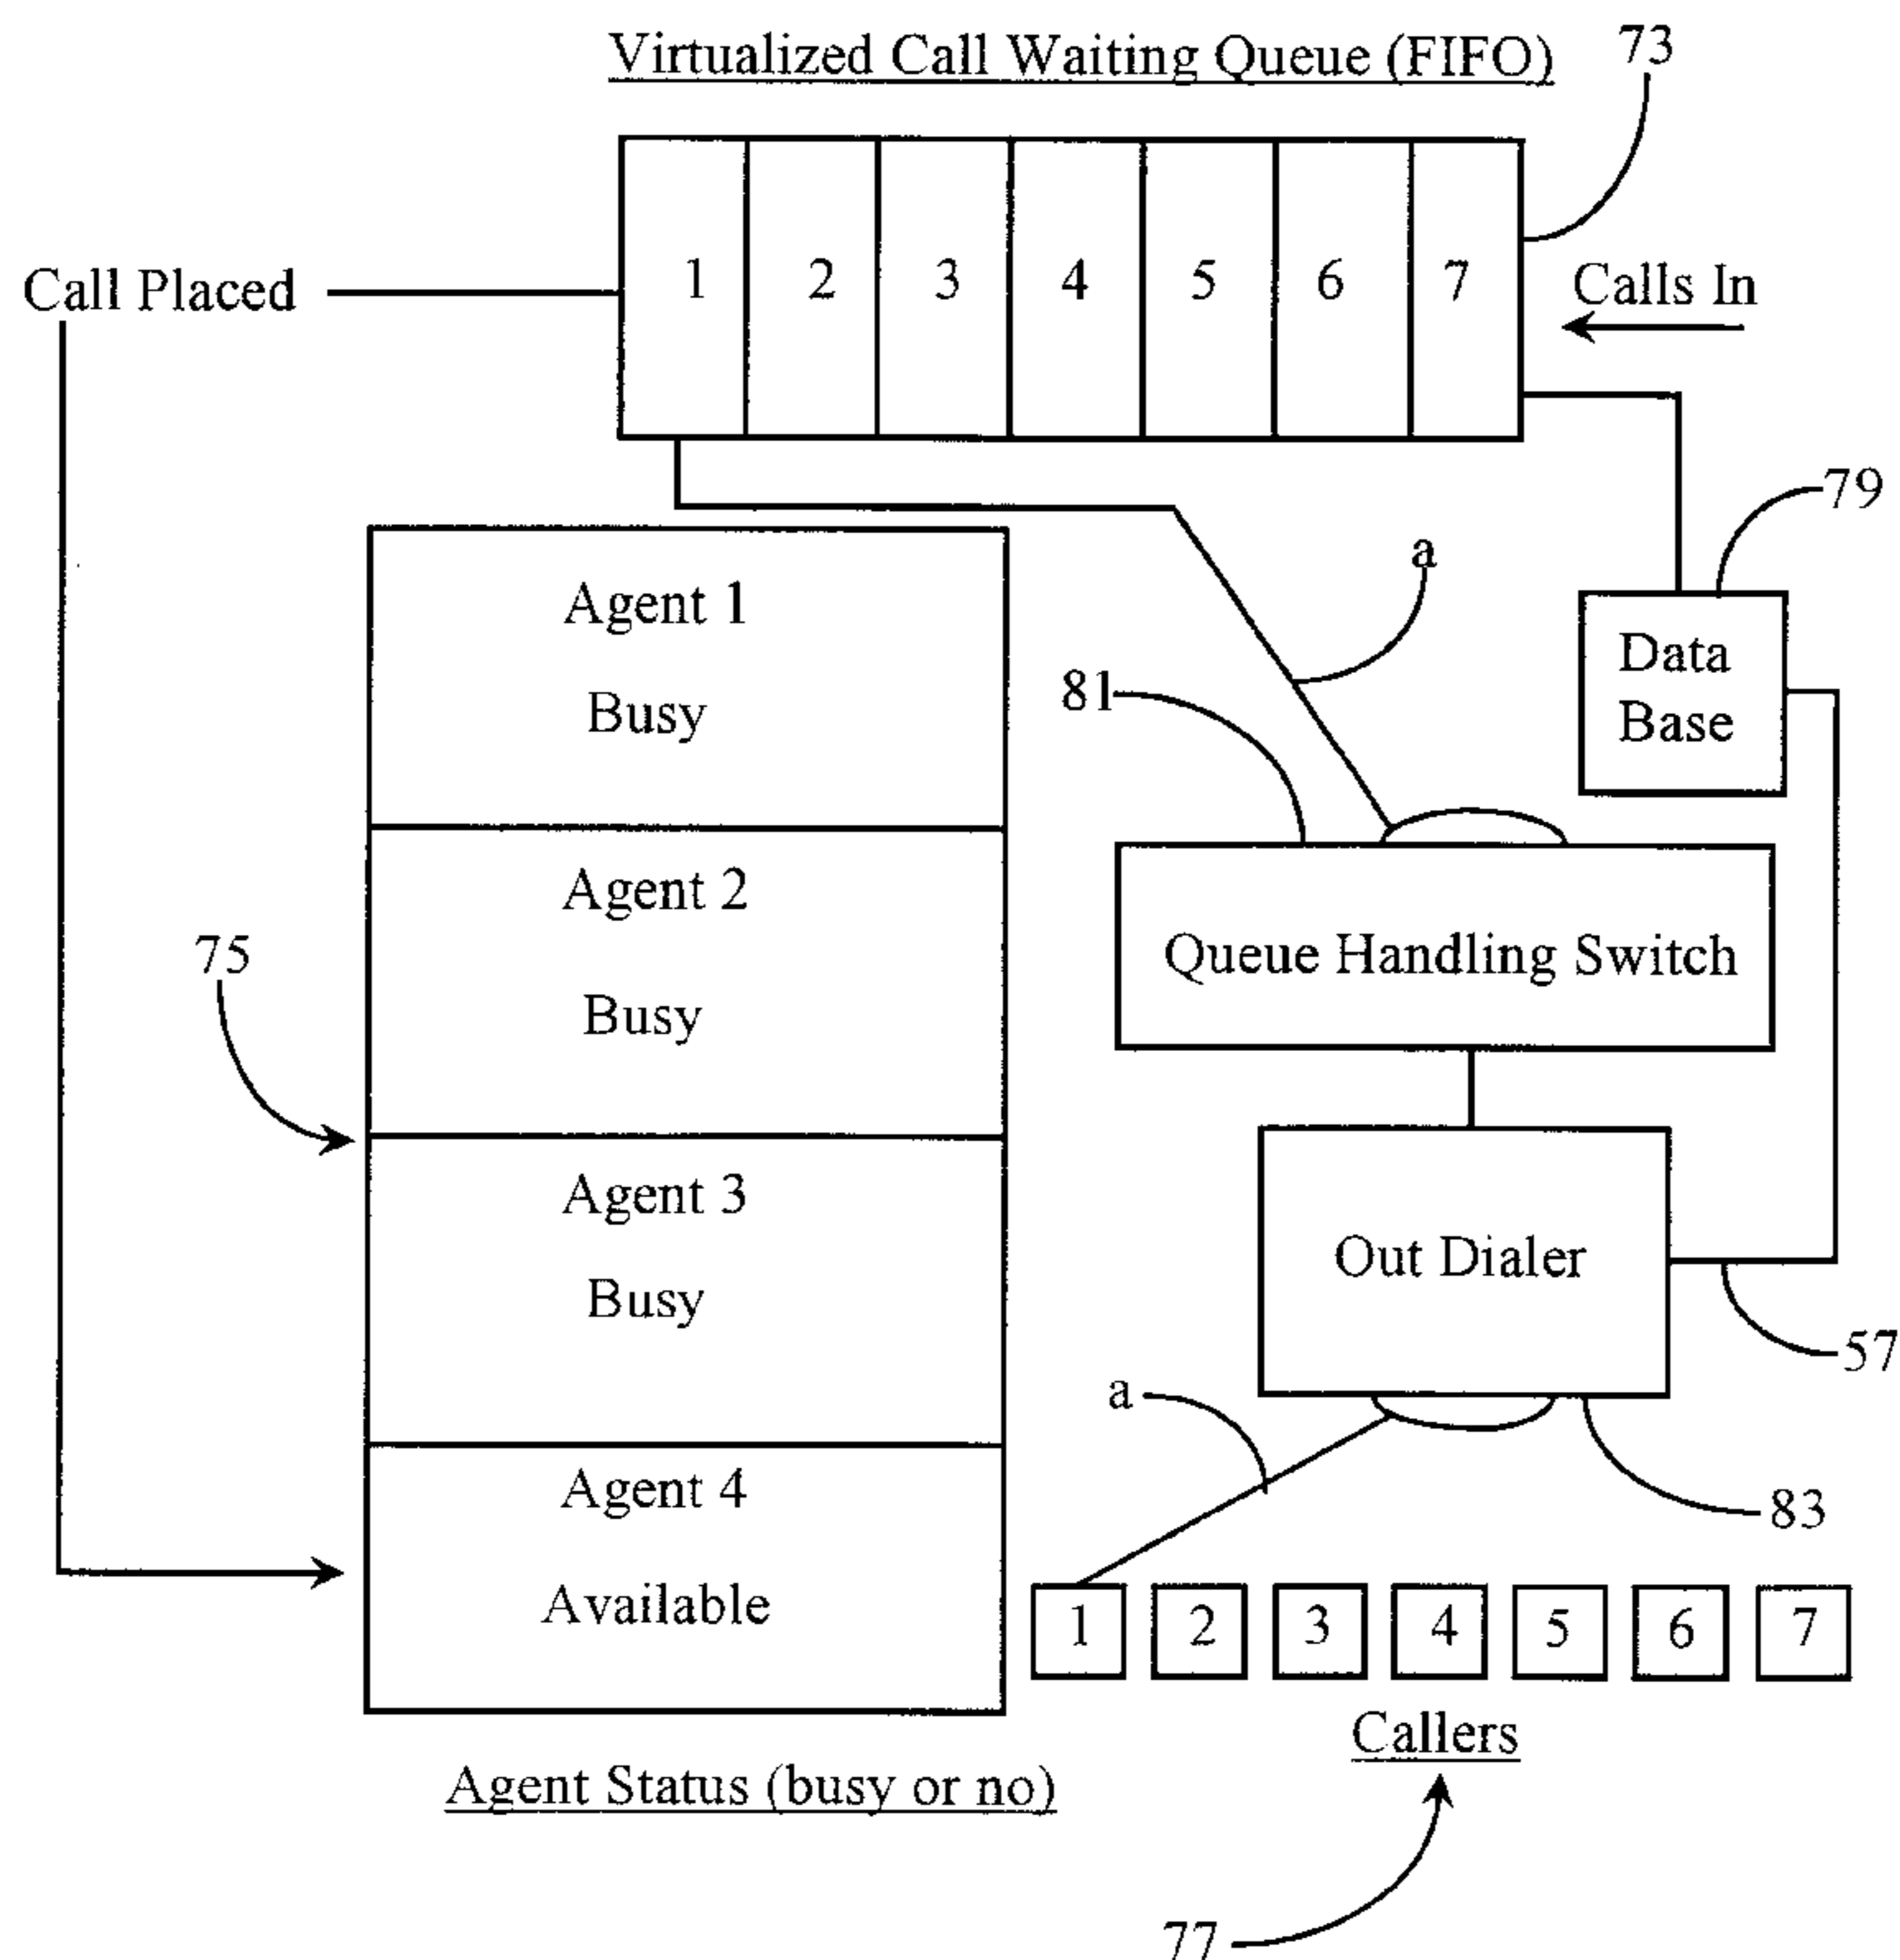 Virtualized Call Waiting Queue (FIFO)
73
Call Placed
1 2 3 4 5 6 7
Calls In
79
a
Agent 1
Busy
Data
Base
81
Agent 2
Busy
Queue Handling Switch
75
Agent 3
Busy
Out Dialer
57
a
Agent 4
Available
83
1 2 3 4 5 6 7
Callers
Agent Status (busy or no)
77